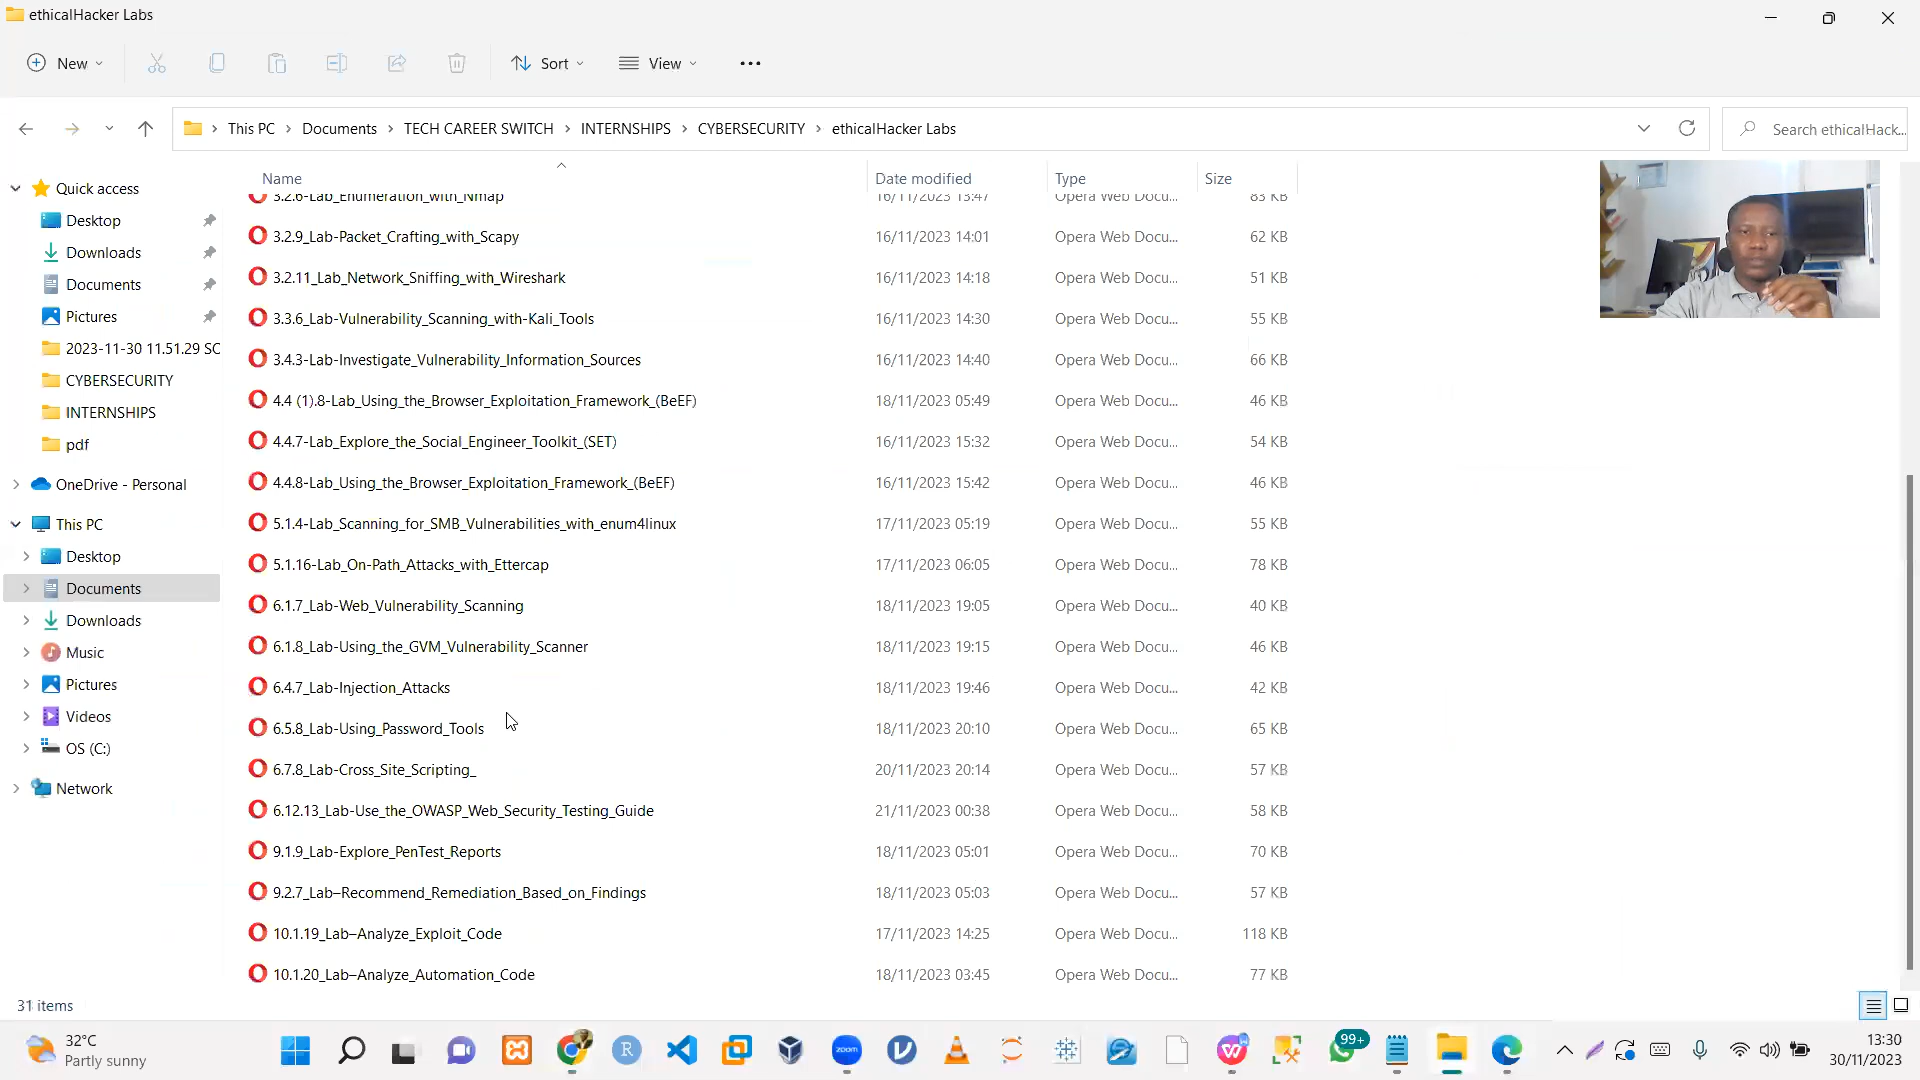 ethicalHacker Labs
New
Sort
View
This PC > Documents > TECH CAREER SWITCH > INTERNSHIPS > CYBERSECURITY > ethicalHacker Labs
Search ethicalHack...
Name Date modified Type Size
3.2.6-Lab_Enumeration_with_Nmap 16/11/2023 13:47 Opera Web Docu... 83 KB
3.2.9_Lab-Packet_Crafting_with_Scapy 16/11/2023 14:01 Opera Web Docu... 62 KB
3.2.11_Lab_Network_Sniffing_with_Wireshark 16/11/2023 14:18 Opera Web Docu... 51 KB
3.3.6_Lab-Vulnerability_Scanning_with-Kali_Tools 16/11/2023 14:30 Opera Web Docu... 55 KB
3.4.3-Lab-Investigate_Vulnerability_Information_Sources 16/11/2023 14:40 Opera Web Docu... 66 KB
4.4 (1).8-Lab_Using_the_Browser_Exploitation_Framework_(BeEF) 18/11/2023 05:49 Opera Web Docu... 46 KB
4.4.7-Lab_Explore_the_Social_Engineer_Toolkit_(SET) 16/11/2023 15:32 Opera Web Docu... 54 KB
4.4.8-Lab_Using_the_Browser_Exploitation_Framework_(BeEF) 16/11/2023 15:42 Opera Web Docu... 46 KB
5.1.4-Lab_Scanning_for_SMB_Vulnerabilities_with_enum4linux 17/11/2023 05:19 Opera Web Docu... 55 KB
5.1.16-Lab_On-Path_Attacks_with_Ettercap 17/11/2023 06:05 Opera Web Docu... 78 KB
6.1.7_Lab-Web_Vulnerability_Scanning 18/11/2023 19:05 Opera Web Docu... 40 KB
6.1.8_Lab-Using_the_GVM_Vulnerability_Scanner 18/11/2023 19:15 Opera Web Docu... 46 KB
6.4.7_Lab-Injection_Attacks 18/11/2023 19:46 Opera Web Docu... 42 KB
6.5.8_Lab-Using_Password_Tools 18/11/2023 20:10 Opera Web Docu... 65 KB
6.7.8_Lab-Cross_Site_Scripting_ 20/11/2023 20:14 Opera Web Docu... 57 KB
6.12.13_Lab-Use_the_OWASP_Web_Security_Testing_Guide 21/11/2023 00:38 Opera Web Docu... 58 KB
9.1.9_Lab-Explore_PenTest_Reports 18/11/2023 05:01 Opera Web Docu... 70 KB
9.2.7_Lab–Recommend_Remediation_Based_on_Findings 18/11/2023 05:03 Opera Web Docu... 57 KB
10.1.19_Lab–Analyze_Exploit_Code 17/11/2023 14:25 Opera Web Docu... 118 KB
10.1.20_Lab–Analyze_Automation_Code 18/11/2023 03:45 Opera Web Docu... 77 KB
Quick access
Desktop
Downloads
Documents
Pictures
2023-11-30 11.51.29 SC
CYBERSECURITY
INTERNSHIPS
pdf
OneDrive - Personal
This PC
Desktop
Documents
Downloads
Music
Pictures
Videos
OS (C:)
Network
31 items
32°C
Partly sunny
zoom
99+
13:30
30/11/2023